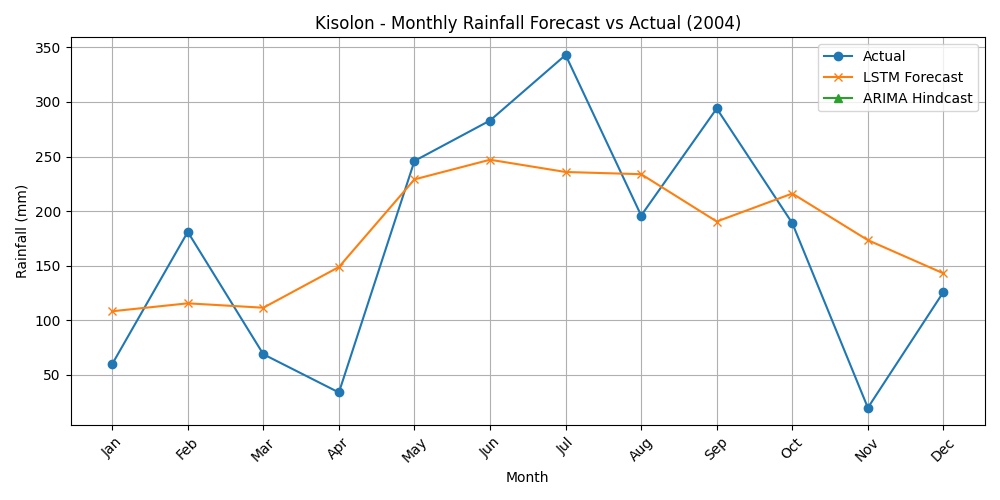 Kisolon - Monthly Rainfall Forecast vs Actual (2004)
Actual
LSTM Forecast
ARIMA Hindcast
Rainfall (mm)
350
300
250
200
150
100
50
Jan Feb Mar Apr May Jun Jul Aug Sep Oct Nov Dec
Month